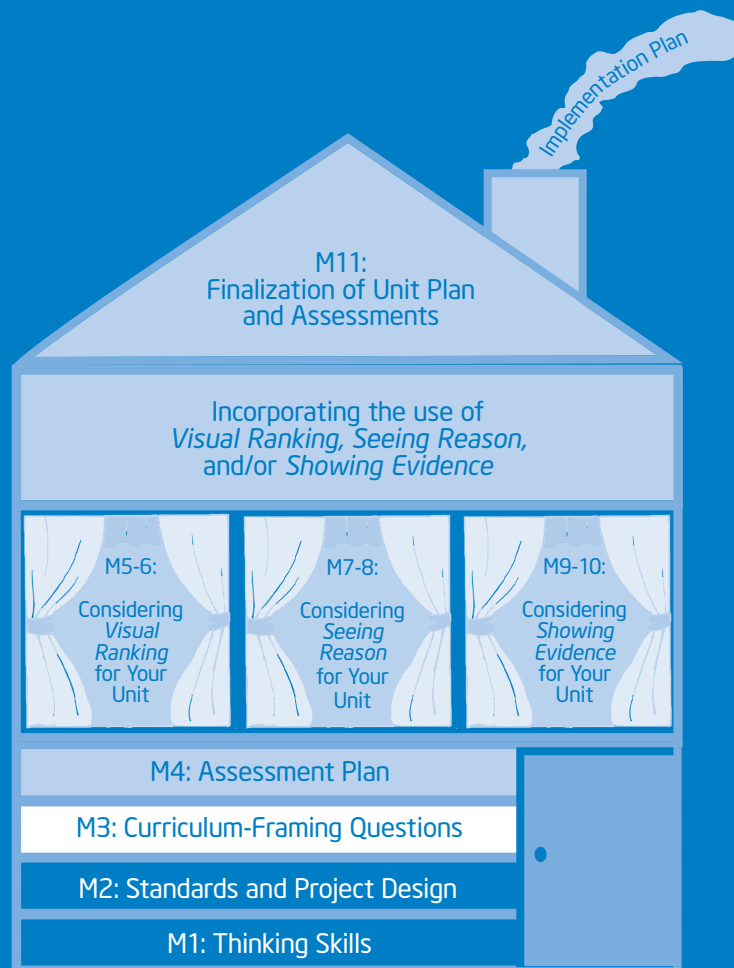 Implementation Plan
M11:
Finalization of Unit Plan
and Assessments
Incorporating the use of
Visual Ranking, Seeing Reason,
and/or Showing Evidence
M5-6:
Considering
Visual
Ranking
for Your
Unit
M7-8:
Considering
Seeing
Reason
for Your
Unit
M9-10:
Considering
Showing
Evidence
for Your
Unit
M4: Assessment Plan
M3: Curriculum-Framing Questions
M2: Standards and Project Design
M1: Thinking Skills